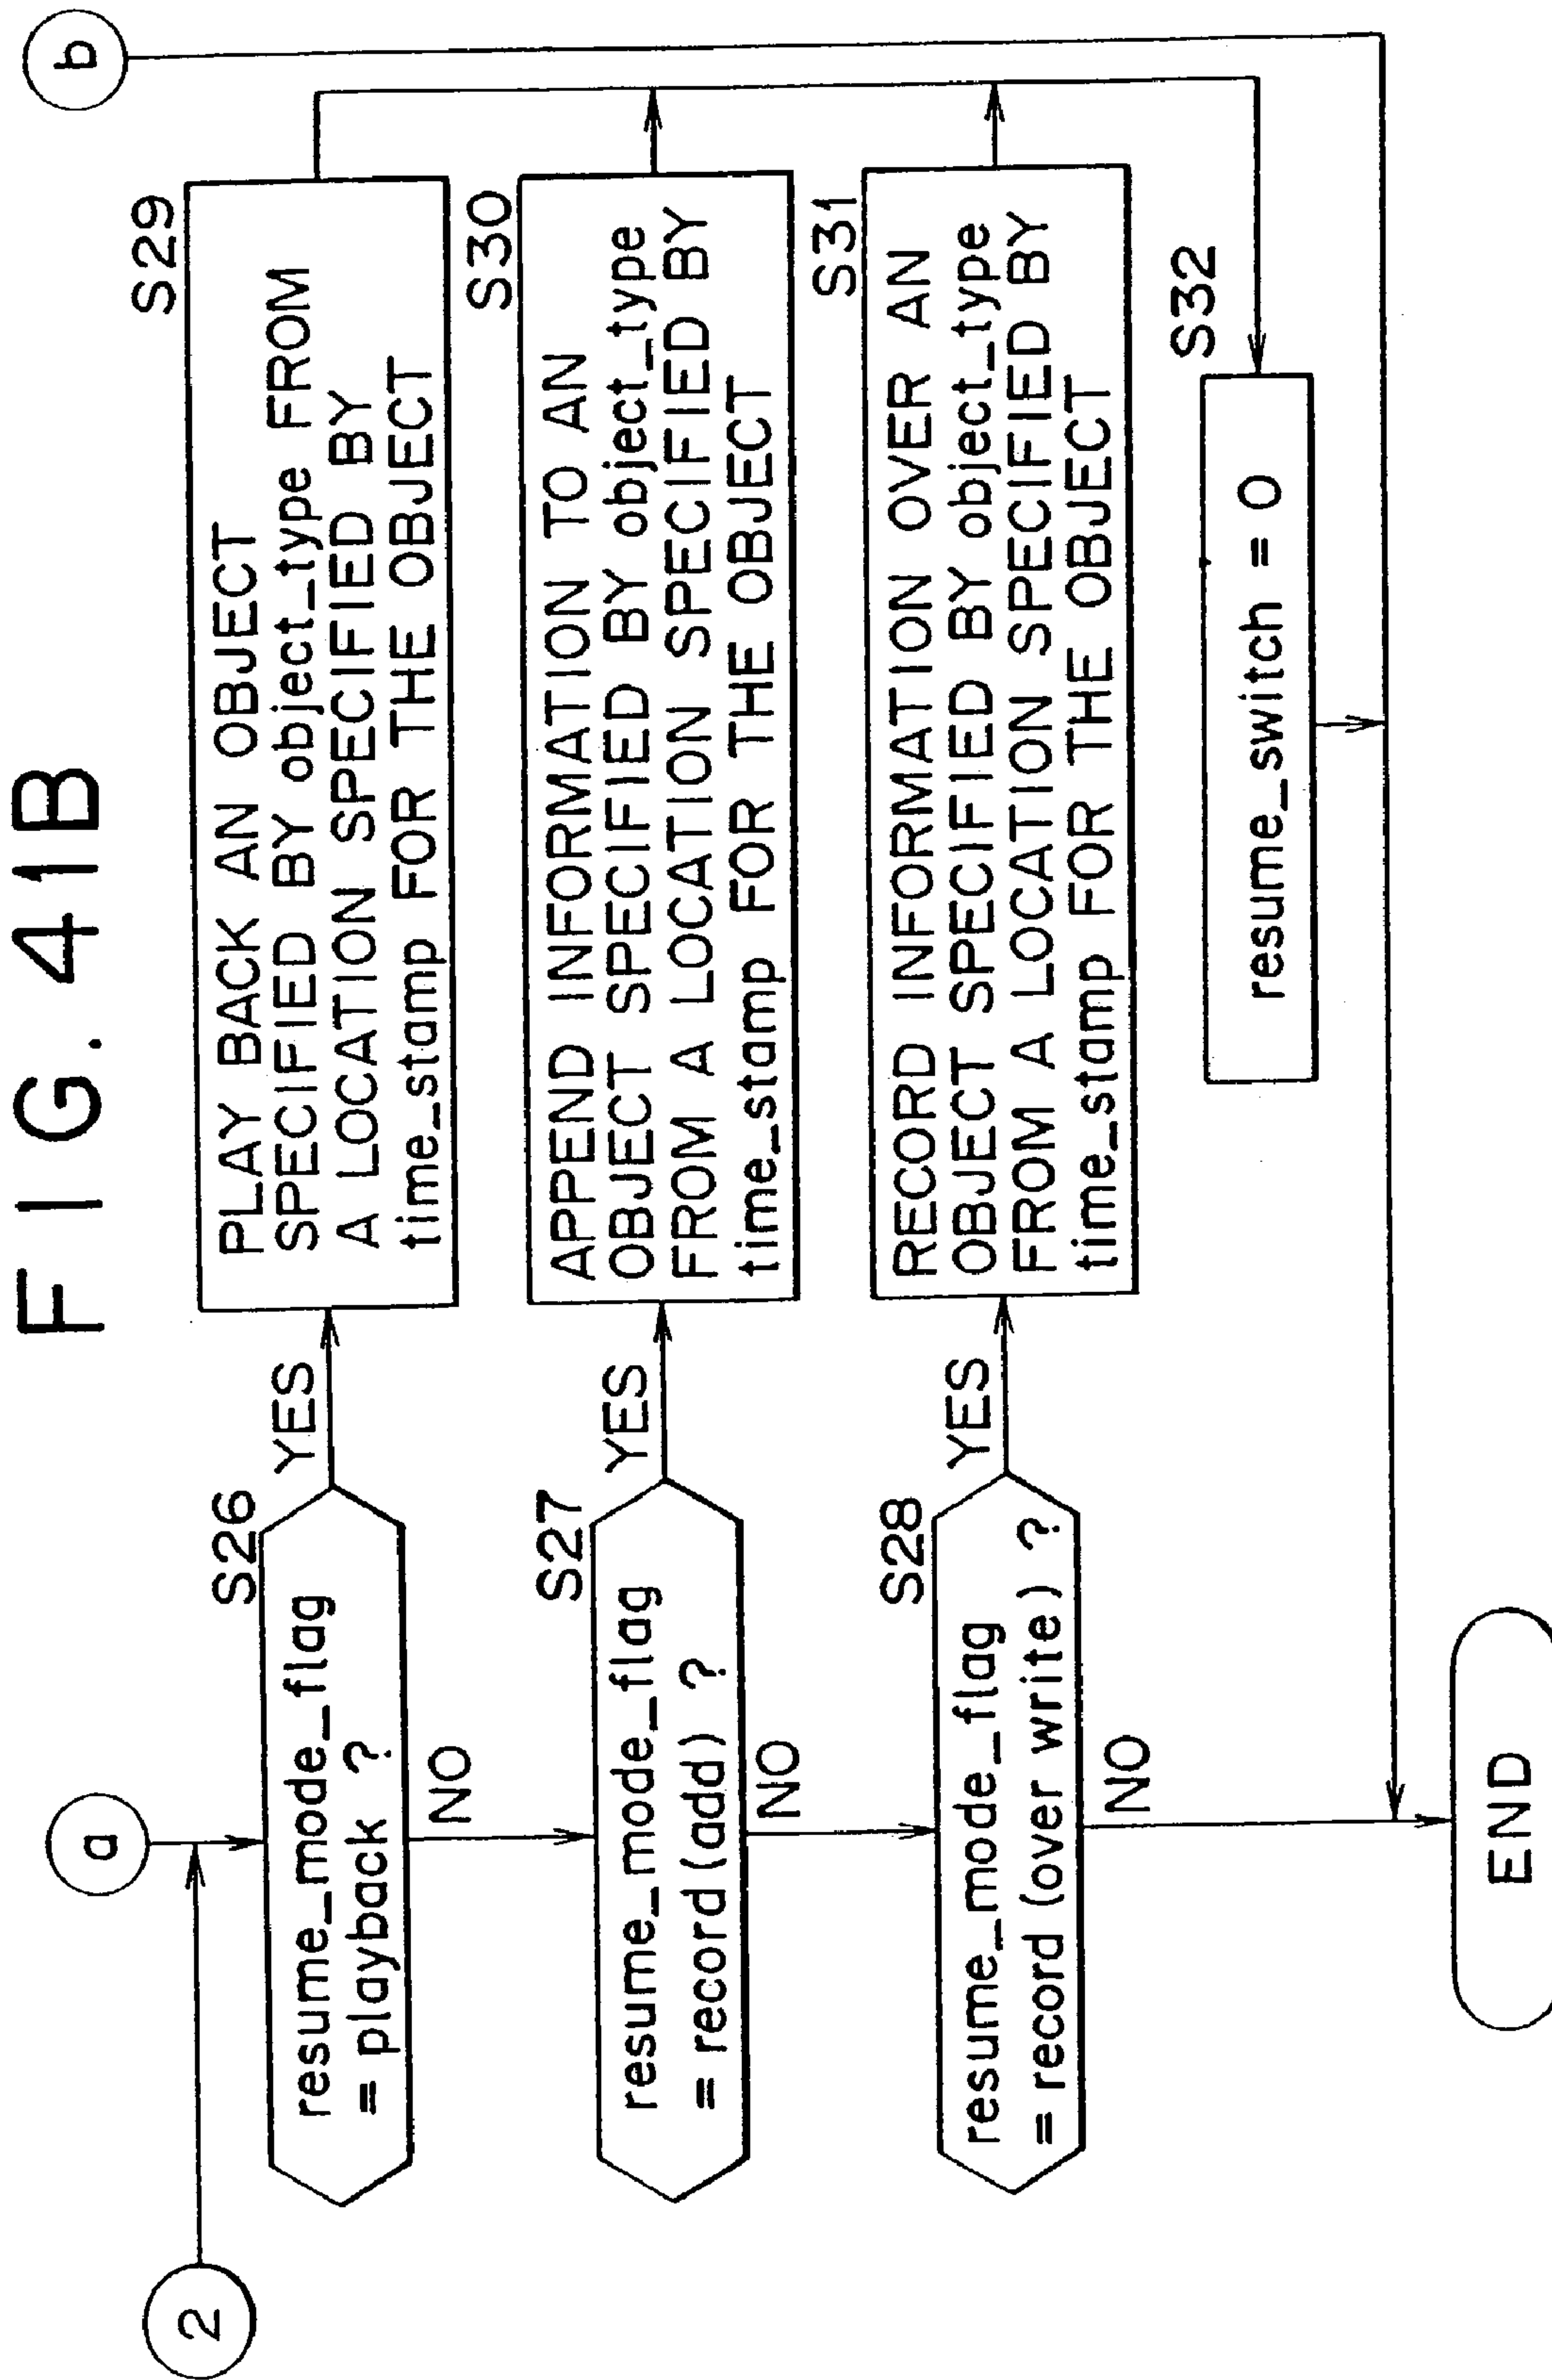 FIG. 41B
a
b
2
S26
resume_mode_flag
= playback ?
YES
NO
S29
PLAY BACK AN OBJECT
SPECIFIED BY object_type FROM
A LOCATION SPECIFIED BY
time_stamp FOR THE OBJECT
S27
resume_mode_flag
= record (add) ?
YES
NO
S30
APPEND INFORMATION TO AN
OBJECT SPECIFIED BY object_type
FROM A LOCATION SPECIFIED BY
time_stamp FOR THE OBJECT
S28
resume_mode_flag
= record (over write) ?
YES
NO
S31
RECORD INFORMATION OVER AN
OBJECT SPECIFIED BY object_type
FROM A LOCATION SPECIFIED BY
time_stamp FOR THE OBJECT
S32
resume_switch = 0
END